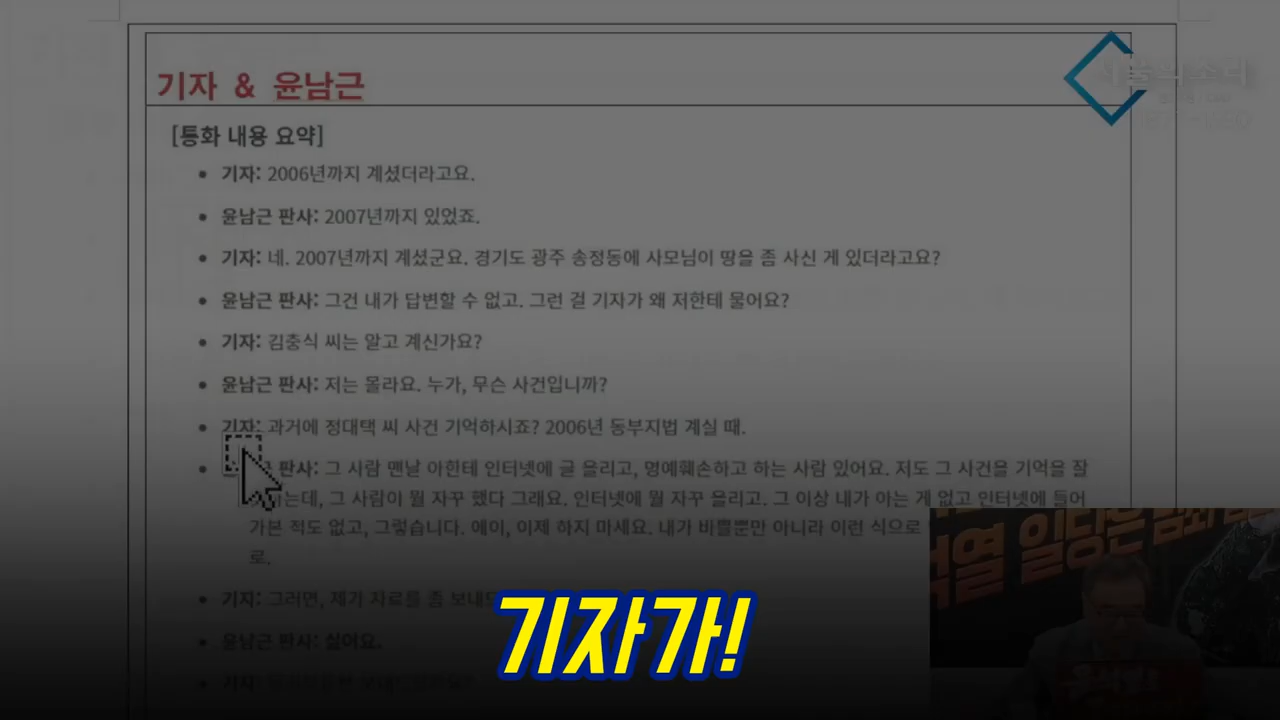 기자 & 윤남근
서울의 소리
[통화 내용 요약]
• 기자: 2006년까지 계셨더라고요.
• 윤남근 판사: 2007년까지 있었죠.
• 기자: 네. 2007년까지 계셨군요. 경기도 광주 송정동에 사모님이 땅을 좀 사신 게 있더라고요?
• 윤남근 판사: 그건 내가 답변할 수 없고. 그런 걸 기자가 왜 저한테 물어요?
• 기자: 김충식 씨는 알고 계신가요?
• 윤남근 판사: 저는 몰라요. 누가, 무슨 사건입니까?
• 기자: 과거에 정대택 씨 사건 기억하시죠? 2006년 동부지법 계실 때.
• 판사: 그 사람 맨날 아힌테 인터넷에 글 올리고, 명예훼손하고 하는 사람 있어요. 저도 그 사건을 기억을 잘
는데, 그 사람이 뭘 자꾸 했다 그래요. 인터넷에 뭘 자꾸 올리고. 그 이상 내가 아는 게 없고 인터넷에 들어
가본 적도 없고, 그렇습니다. 에이, 이제 하지 마세요. 내가 바쁠뿐만 아니라 이런 식으로
로.
• 기자: 그러면, 제가 자료를 좀 보내드
• 윤남근 판사: 싫어요.
• 기자:
일당은
기자가!